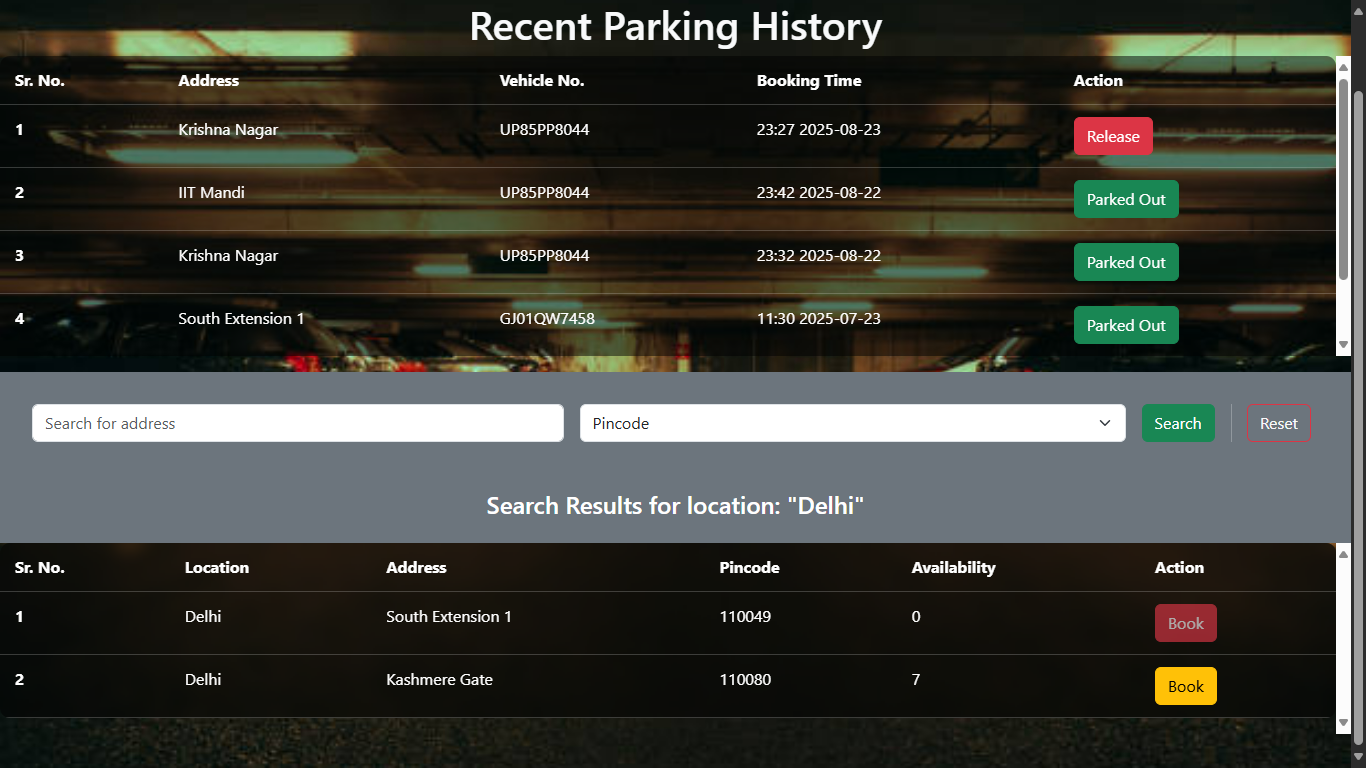 Recent Parking History
Sr. No. Address Vehicle No. Booking Time Action
1 Krishna Nagar UP85PP8044 23:27 2025-08-23 Release
2 IIT Mandi UP85PP8044 23:42 2025-08-22 Parked Out
3 Krishna Nagar UP85PP8044 23:32 2025-08-22 Parked Out
4 South Extension 1 GJ01QW7458 11:30 2025-07-23 Parked Out
Search for address Pincode Search Reset
Search Results for location: "Delhi"
Sr. No. Location Address Pincode Availability Action
1 Delhi South Extension 1 110049 0 Book
2 Delhi Kashmere Gate 110080 7 Book